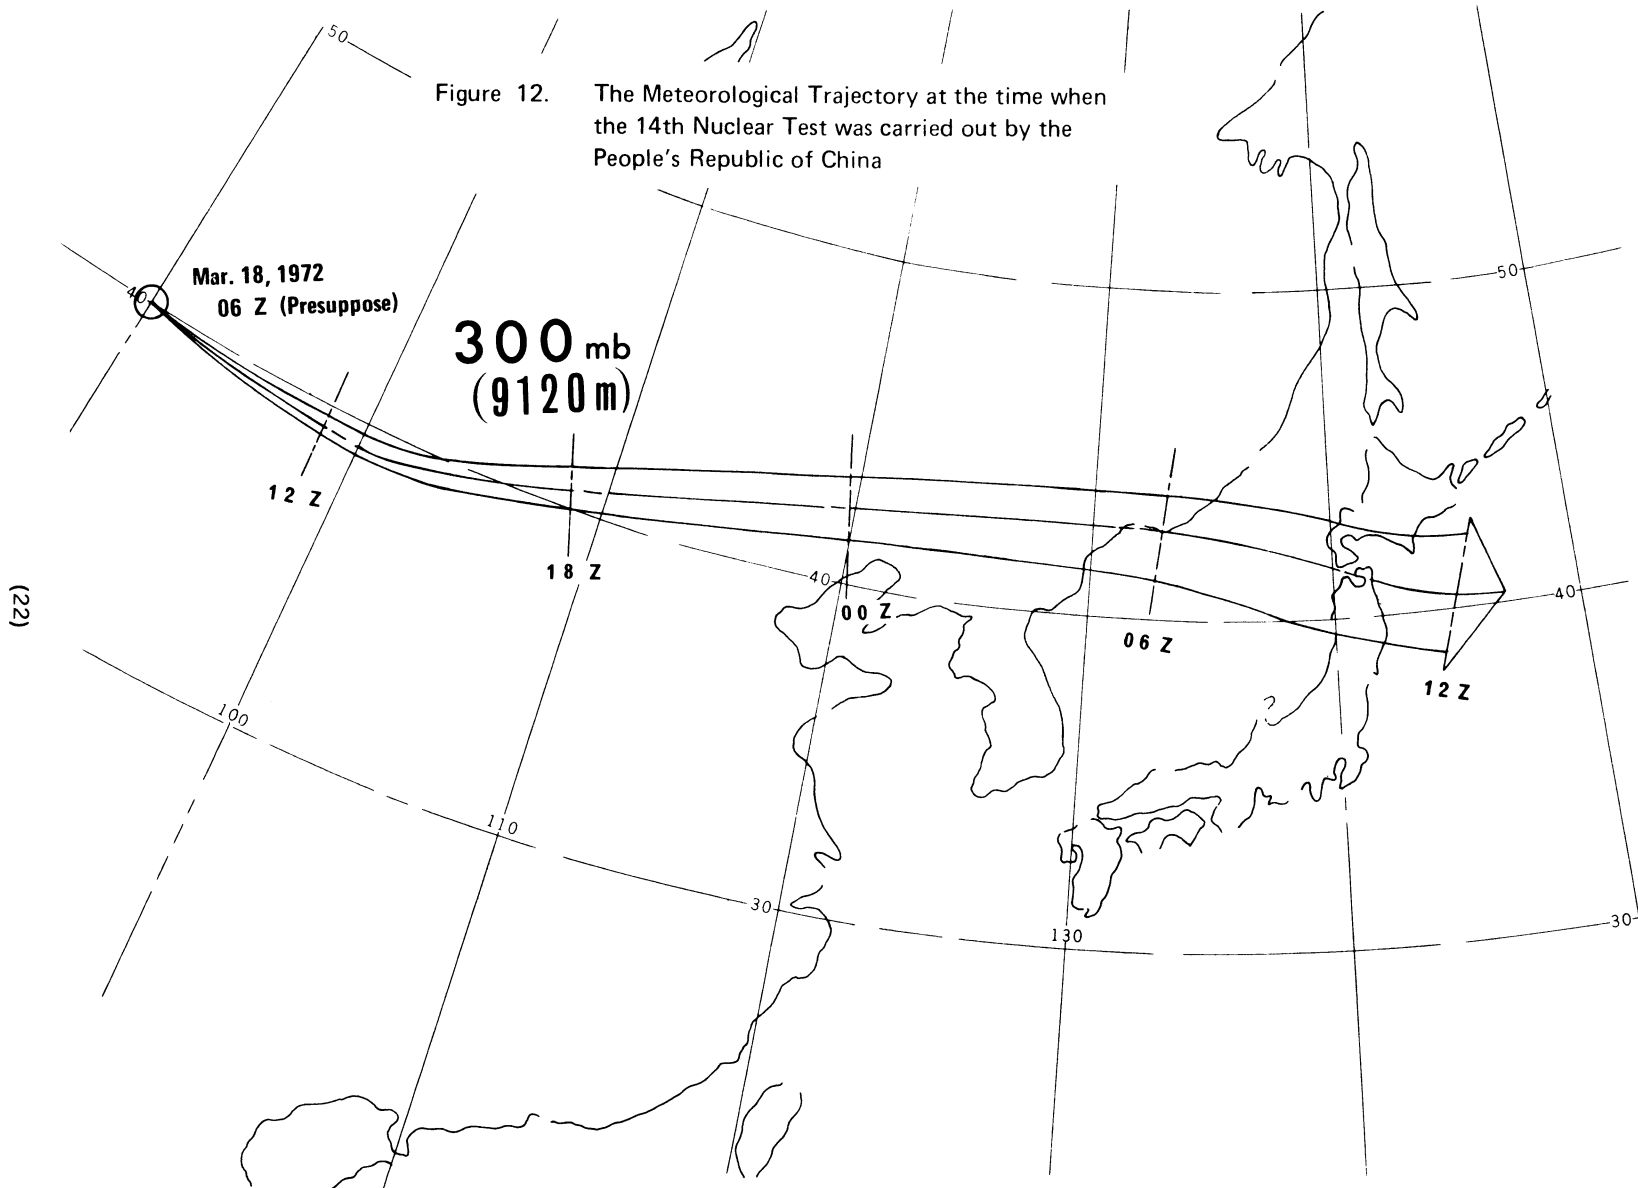 50
Figure 12. The Meteorological Trajectory at the time when
the 14th Nuclear Test was carried out by the
People's Republic of China
Mar. 18, 1972
06 Z (Presuppose)
40
50
300 mb
(9120m)
12 Z
18 Z
40
00 Z
06 Z
40
12 Z
(22)
100
110
30
130
30